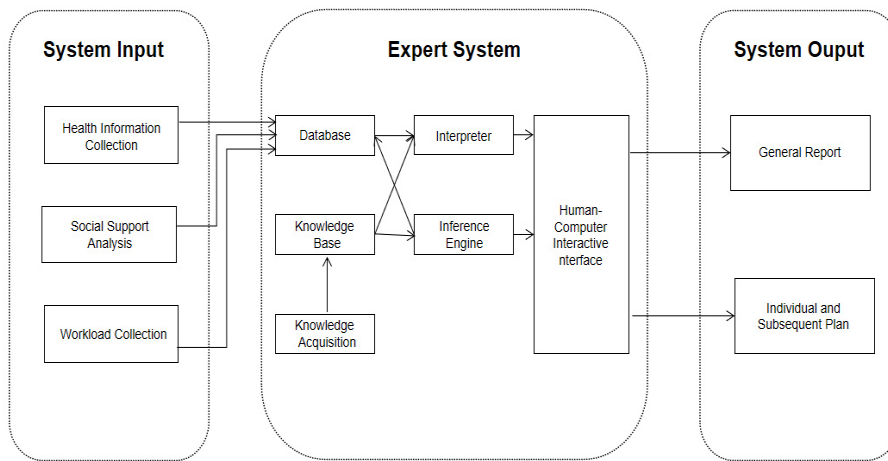 System Input
Expert System
System Ouput
Health Information
Collection
Social Support
Analysis
Workload Collection
Database
Interpreter
Knowledge
Base
Inference
Engine
Knowledge
Acquisition
Human-
Computer
Interactive
nterface
General Report
Individual and
Subsequent Plan